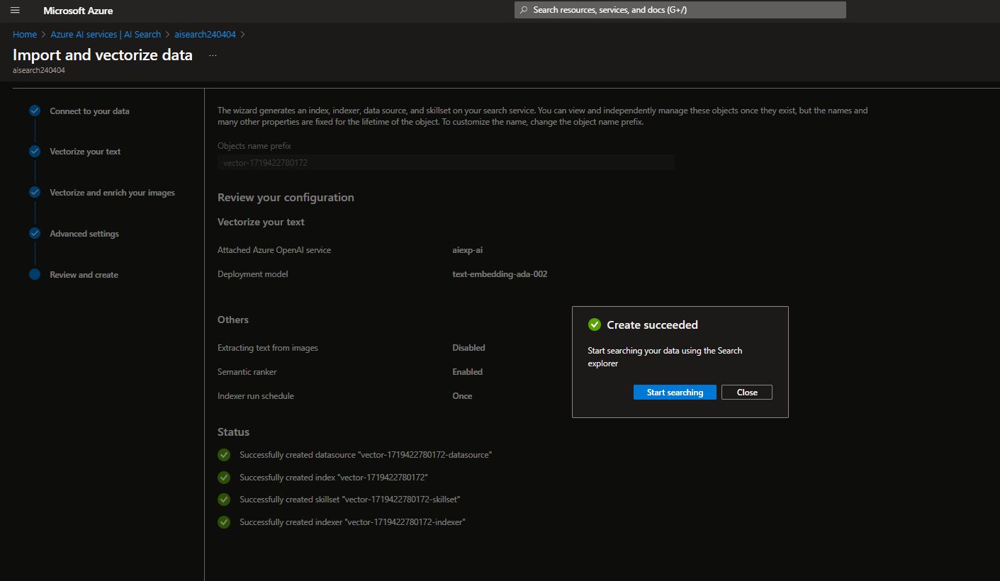 Microsoft Azure
Search resources, services, and docs (G+/)
Home > Azure AI services | AI Search > aisearch240404 >
Import and vectorize data ...
aisearch240404
Connect to your data
Vectorize your text
Vectorize and enrich your images
Advanced settings
Review and create
The wizard generates an index, indexer, data source, and skillset on your search service. You can view and independently manage these objects once they exist, but the names and
many other properties are fixed for the lifetime of the object. To customize the name, change the object name prefix.
Objects name prefix
vector-1719422780172
Review your configuration
Vectorize your text
Attached Azure OpenAI service aiexp-ai
Deployment model text-embedding-ada-002
Others
Extracting text from images Disabled
Semantic ranker Enabled
Indexer run schedule Once
Status
Successfully created datasource "vector-1719422780172-datasource"
Successfully created index "vector-1719422780172"
Successfully created skillset "vector-1719422780172-skillset"
Successfully created indexer "vector-1719422780172-indexer"
Create succeeded
Start searching your data using the Search
explorer
Start searching Close